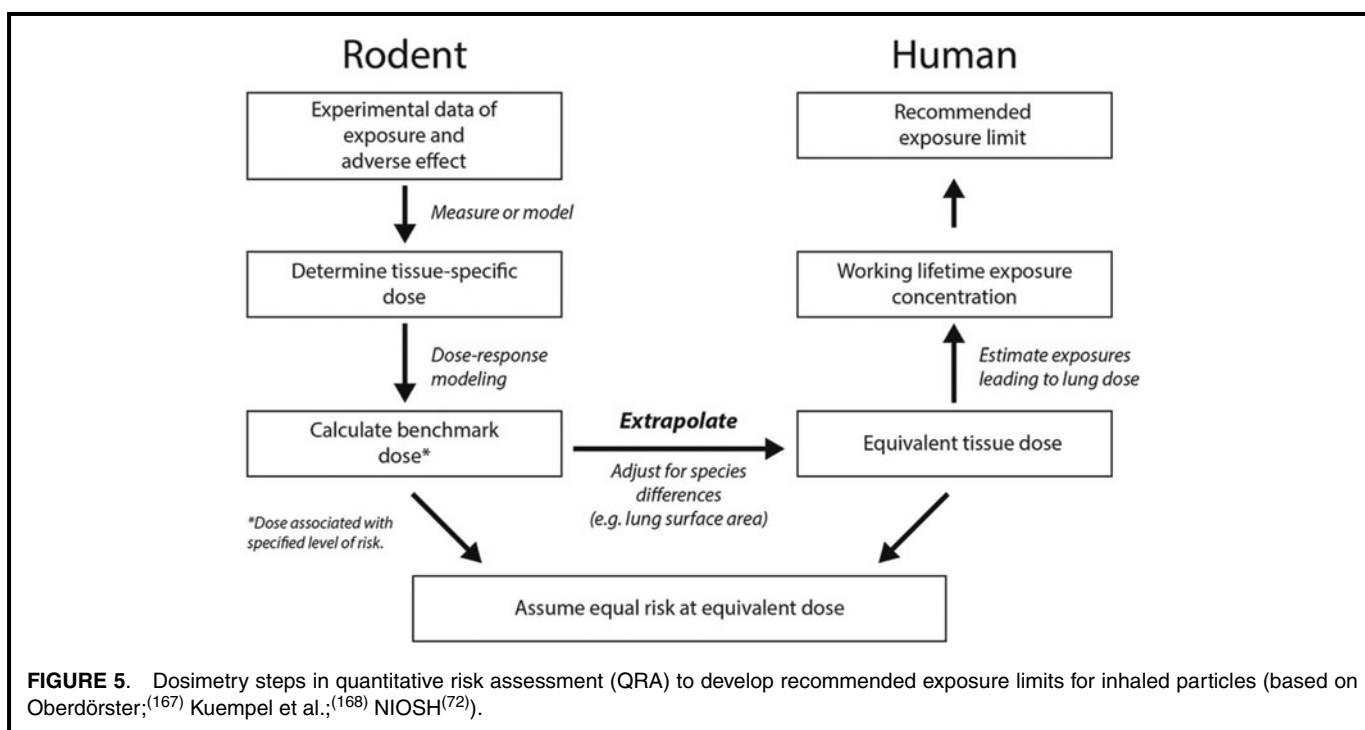 Rodent
Human
Experimental data of
exposure and
adverse effect
Recommended
exposure limit
Measure or model
Determine tissue-specific
dose
Working lifetime exposure
concentration
Dose-response
modeling
Estimate exposures
leading to lung dose
Calculate benchmark
dose*
Extrapolate
Adjust for species
differences
(e.g. lung surface area)
Equivalent tissue dose
*Dose associated with
specified level of risk.
Assume equal risk at equivalent dose
FIGURE 5. Dosimetry steps in quantitative risk assessment (QRA) to develop recommended exposure limits for inhaled particles (based on
Oberdörster;(167) Kuempel et al.;(168) NIOSH(72)).